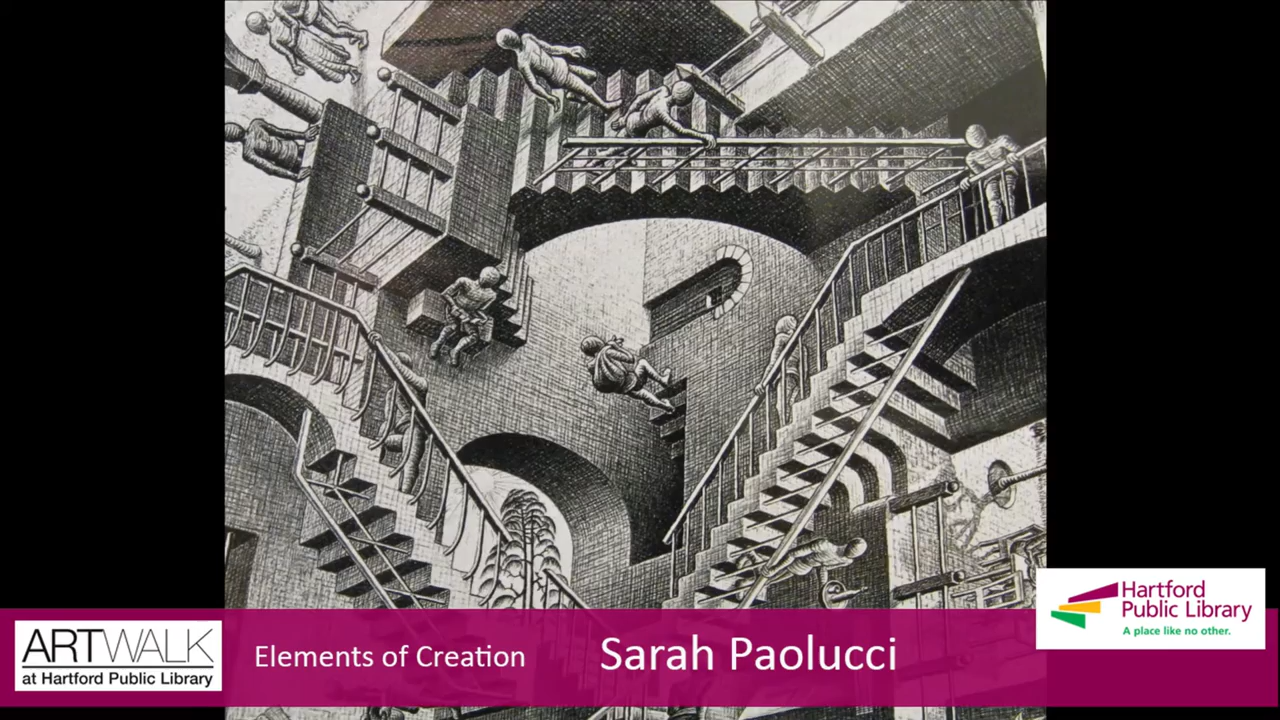 ARTWALK
at Hartford Public Library
Elements of Creation
Sarah Paolucci
Hartford
Public Library
A place like no other.